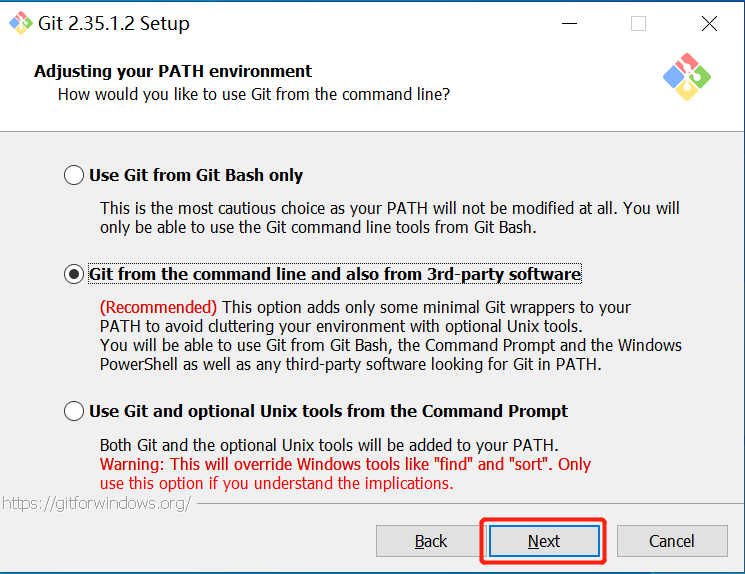 Git 2.35.1.2 Setup
Adjusting your PATH environment
How would you like to use Git from the command line?
Use Git from Git Bash only
This is the most cautious choice as your PATH will not be modified at all. You will
only be able to use the Git command line tools from Git Bash.
Git from the command line and also from 3rd-party software
(Recommended) This option adds only some minimal Git wrappers to your
PATH to avoid cluttering your environment with optional Unix tools.
You will be able to use Git from Git Bash, the Command Prompt and the Windows
PowerShell as well as any third-party software looking for Git in PATH.
Use Git and optional Unix tools from the Command Prompt
Both Git and the optional Unix tools will be added to your PATH.
Warning: This will override Windows tools like "find" and "sort". Only
use this option if you understand the implications.
https://gitforwindows.org/
Back Next Cancel